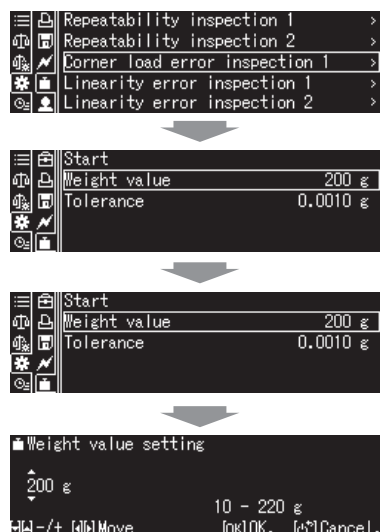 Repeatability inspection 1 >
Repeatability inspection 2 >
Corner load error inspection 1 >
Linearity error inspection 1 >
Linearity error inspection 2 >
Start
Weight value 200 g
Tolerance 0.0010 g
Start
Weight value 200 g
Tolerance 0.0010 g
Weight value setting
200 g
10 - 220 g
-/+ Move [OK]OK. Cancel.